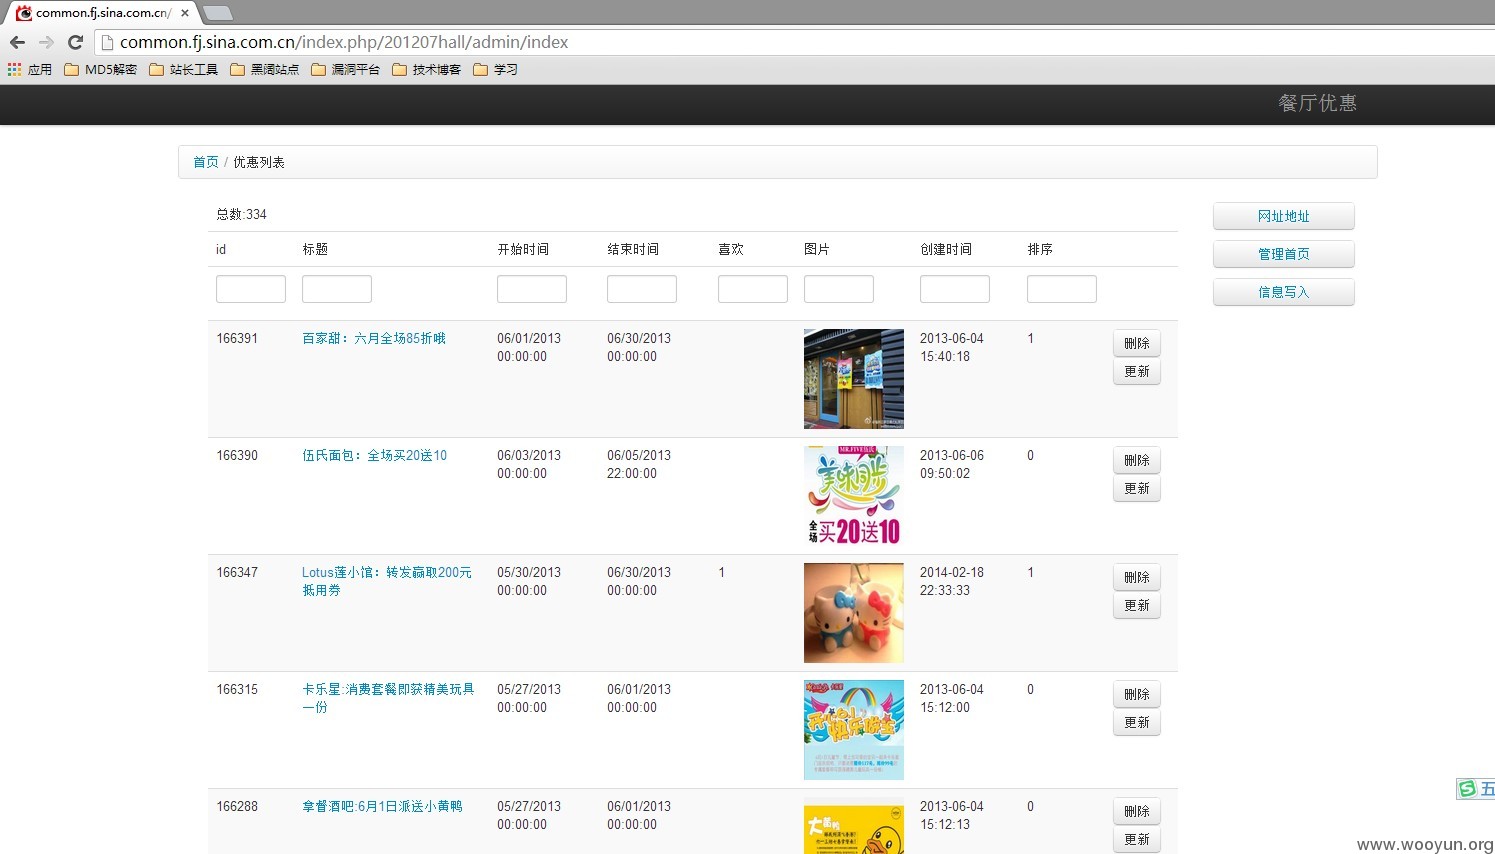 common.fj.sina.com.cn/
common.fj.sina.com.cn/index.php/201207hall/admin/index
应用 MD5解密 站长工具 黑阔站点 漏洞平台 技术博客 学习
餐厅优惠
首页 / 优惠列表
总数:334
网址地址
管理首页
信息写入
id 标题 开始时间 结束时间 喜欢 图片 创建时间 排序
166391 百家甜：六月全场85折哦 06/01/2013 06/30/2013 2013-06-04 1 删除
00:00:00 00:00:00 15:40:18 更新
166390 伍氏面包：全场买20送10 06/03/2013 06/05/2013 2013-06-06 0 删除
00:00:00 22:00:00 09:50:02 更新
MR.FIVE伍氏
美味同步
全场买20送10
166347 Lotus莲小馆：转发赢取200元 05/30/2013 06/30/2013 1 2014-02-18 1 删除
抵用券 00:00:00 00:00:00 22:33:33 更新
166315 卡乐星:消费套餐即获精美玩具 05/27/2013 06/01/2013 2013-06-04 0 删除
一份 00:00:00 00:00:00 15:12:00 更新
166288 拿督酒吧:6月1日派送小黄鸭 05/27/2013 06/01/2013 2013-06-04 0 删除
00:00:00 00:00:00 15:12:13 更新
大黄鸭
五
www.wooyun.org